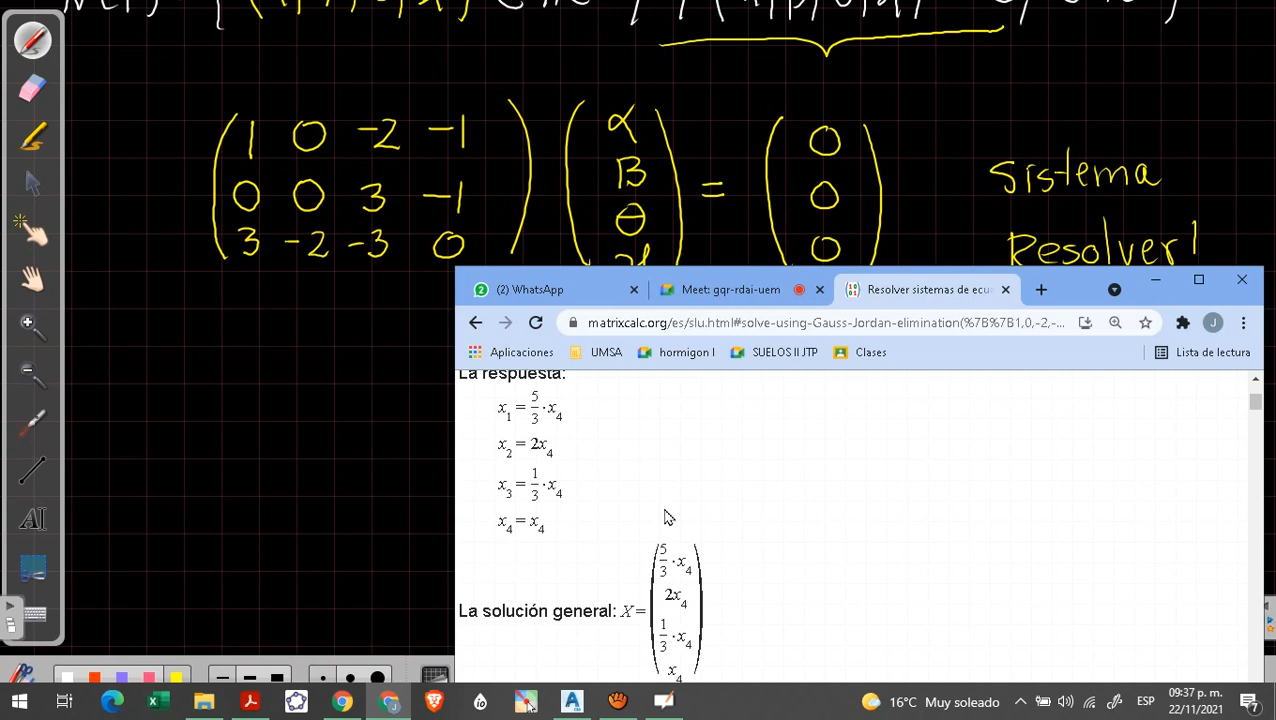 1 0 -2 -1
0 0 3 -1
3 -2 -3 0
α
β
θ
=
0
0
0
Sistema
Resolver!
(2) WhatsApp
Meet: gqr-rdai-uem
Resolver sistemas de ecua
matrixcalc.org/es/slu.html#solve-using-Gauss-Jordan-elimination(%7B%7B1,0,-2,-...
Aplicaciones
UMSA
hormigon I
SUELOS II JTP
Clases
Lista de lectura
La respuesta:
x₁ = 5/3 · x₄
x₂ = 2x₄
x₃ = 1/3 · x₄
x₄ = x₄
La solución general: X =
5/3 · x₄
2x₄
1/3 · x₄
x₄
16°C Muy soleado
ESP
09:37 p. m.
22/11/2021
7